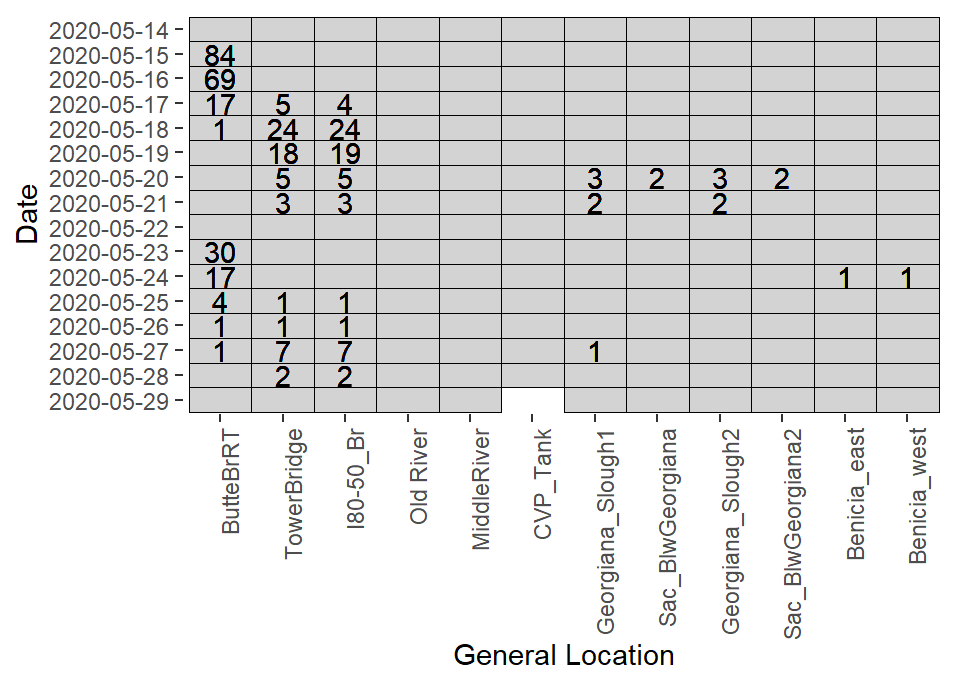 2020-05-14
2020-05-15 84
2020-05-16 69
2020-05-17 17 5 4
2020-05-18 1 24 24
2020-05-19 18 19
2020-05-20 5 5 3 2 3 2
2020-05-21 3 3 2 2
2020-05-22
2020-05-23 30
2020-05-24 17 1 1
2020-05-25 4 1 1
2020-05-26 1 1 1
2020-05-27 1 7 7 1
2020-05-28 2 2
2020-05-29
Date
ButteBrRT
TowerBridge
I80-50_Br
Old River
MiddleRiver
CVP_Tank
Georgiana_Slough1
Sac_BlwGeorgiana
Georgiana_Slough2
Sac_BlwGeorgiana2
Benicia_east
Benicia_west
General Location